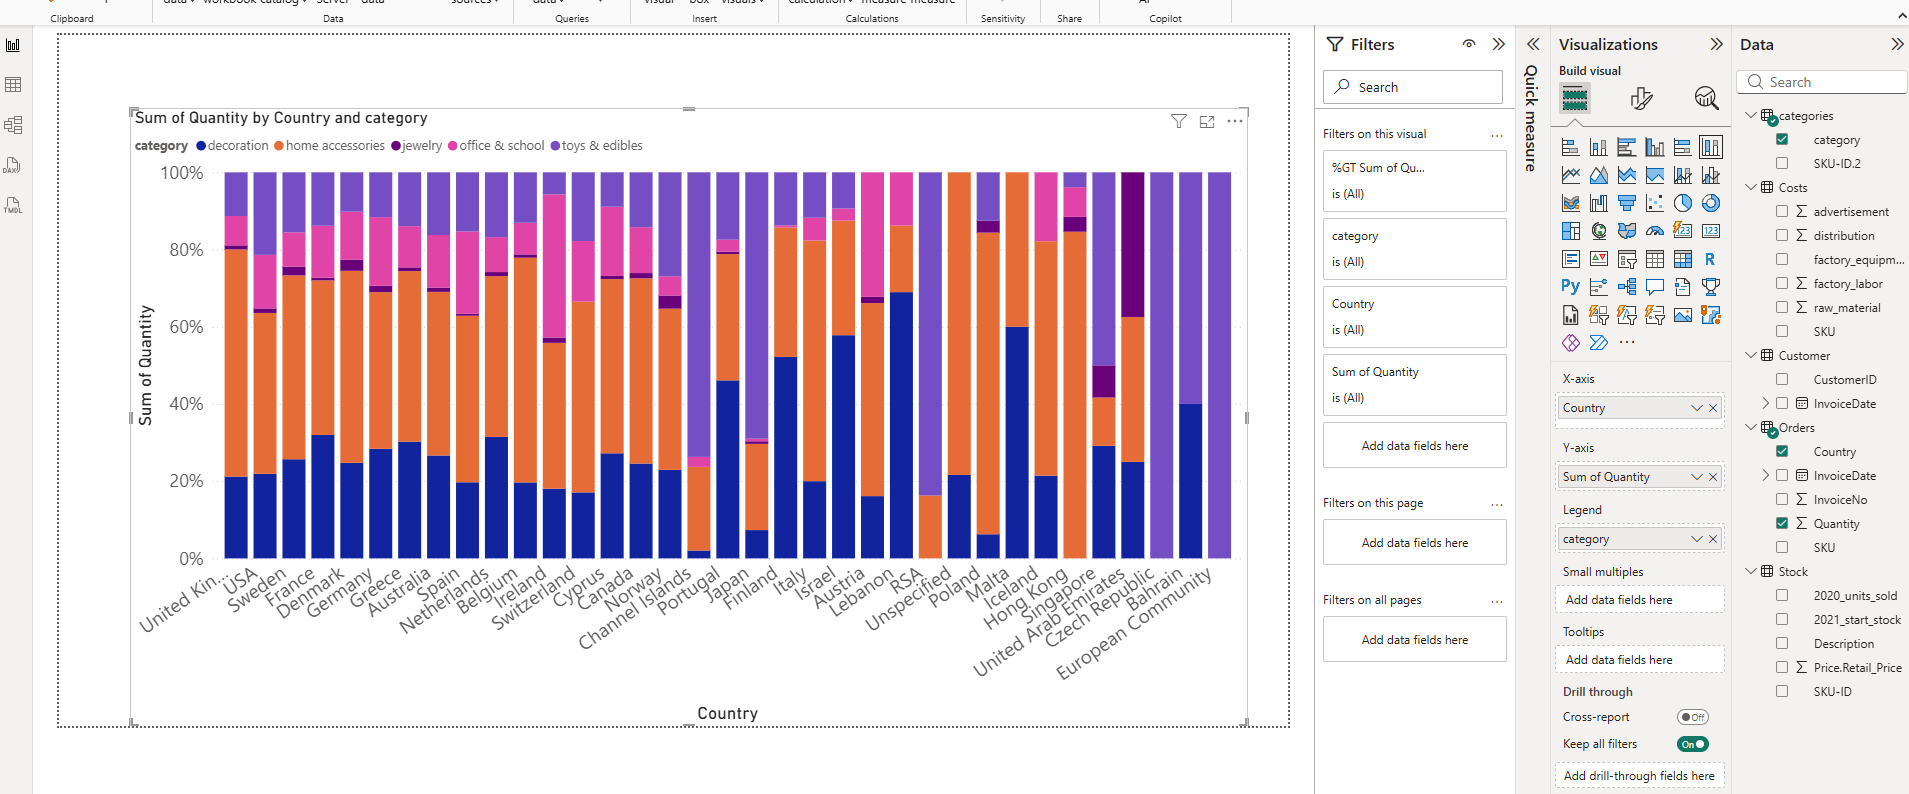 Clipboard
Data
Queries
Insert
Calculations
Sensitivity
Share
Copilot
Sum of Quantity by Country and category
category decoration home accessories jewelry office & school toys & edibles
100%
80%
60%
40%
20%
0%
Sum of Quantity
United Kin...
USA
Sweden
France
Denmark
Germany
Greece
Australia
Spain
Netherlands
Belgium
Ireland
Switzerland
Cyprus
Canada
Norway
Channel Islands
Portugal
Japan
Finland
Italy
Israel
Austria
Lebanon
RSA
Unspecified
Poland
Malta
Iceland
Hong Kong
Singapore
United Arab Emirates
Czech Republic
Bahrain
European Community
Country
Filters
Search
Filters on this visual
%GT Sum of Qu...
is (All)
category
is (All)
Country
is (All)
Sum of Quantity
is (All)
Add data fields here
Filters on this page
Add data fields here
Filters on all pages
Add data fields here
Quick measure
Visualizations
Build visual
123
123
R
Py
X-axis
Country
Y-axis
Sum of Quantity
Legend
category
Small multiples
Add data fields here
Tooltips
Add data fields here
Drill through
Cross-report Off
Keep all filters On
Add drill-through fields here
Data
Search
categories
category
SKU-ID.2
Costs
advertisement
distribution
factory_equipm...
factory_labor
raw_material
SKU
Customer
CustomerID
InvoiceDate
Orders
Country
InvoiceDate
InvoiceNo
Quantity
SKU
Stock
2020_units_sold
2021_start_stock
Description
Price.Retail_Price
SKU-ID
DAX
TMDL